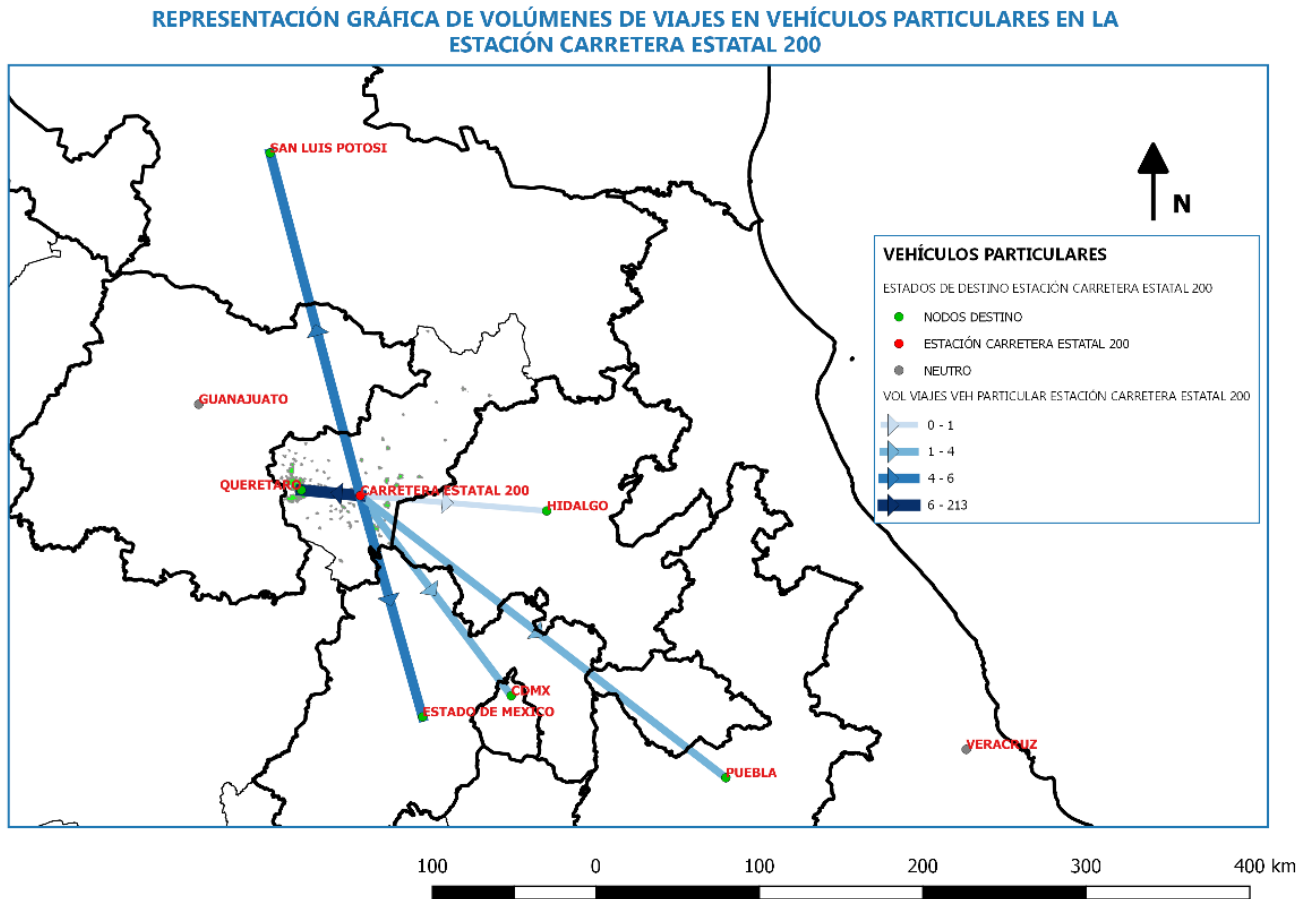 REPRESENTACIÓN GRÁFICA DE VOLÚMENES DE VIAJES EN VEHÍCULOS PARTICULARES EN LA
ESTACIÓN CARRETERA ESTATAL 200
SAN LUIS POTOSI
N
VEHÍCULOS PARTICULARES
ESTADOS DE DESTINO ESTACIÓN CARRETERA ESTATAL 200
NODOS DESTINO
ESTACIÓN CARRETERA ESTATAL 200
NEUTRO
VOL VIAJES VEH PARTICULAR ESTACIÓN CARRETERA ESTATAL 200
0 - 1
1 - 4
4 - 6
6 - 213
GUANAJUATO
QUERETARO
CARRETERA ESTATAL 200
HIDALGO
CDMX
ESTADO DE MEXICO
VERACRUZ
PUEBLA
100 0 100 200 300 400 km